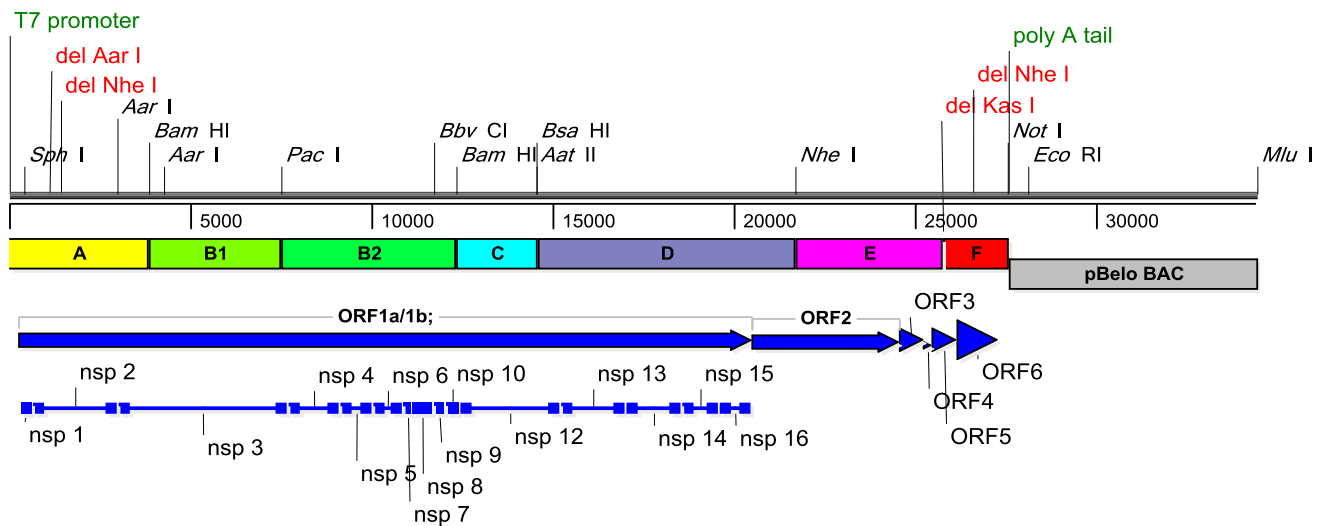 T7 promoter
poly A tail
del Aar I
del Nhe I
del Nhe I
del Kas I
Aar I
Bam HI
Bbv CI
Bsa HI
Not I
Sph I
Aar I
Pac I
Bam HI
Aat II
Nhe I
Eco RI
Mlu I
5000
10000
15000
20000
25000
30000
A
B1
B2
C
D
E
F
pBelo BAC
ORF3
ORF1a/1b;
ORF2
ORF6
ORF4
ORF5
nsp 2
nsp 4
nsp 6
nsp 10
nsp 13
nsp 15
nsp 1
nsp 3
nsp 5
nsp 7
nsp 8
nsp 9
nsp 12
nsp 14
nsp 16